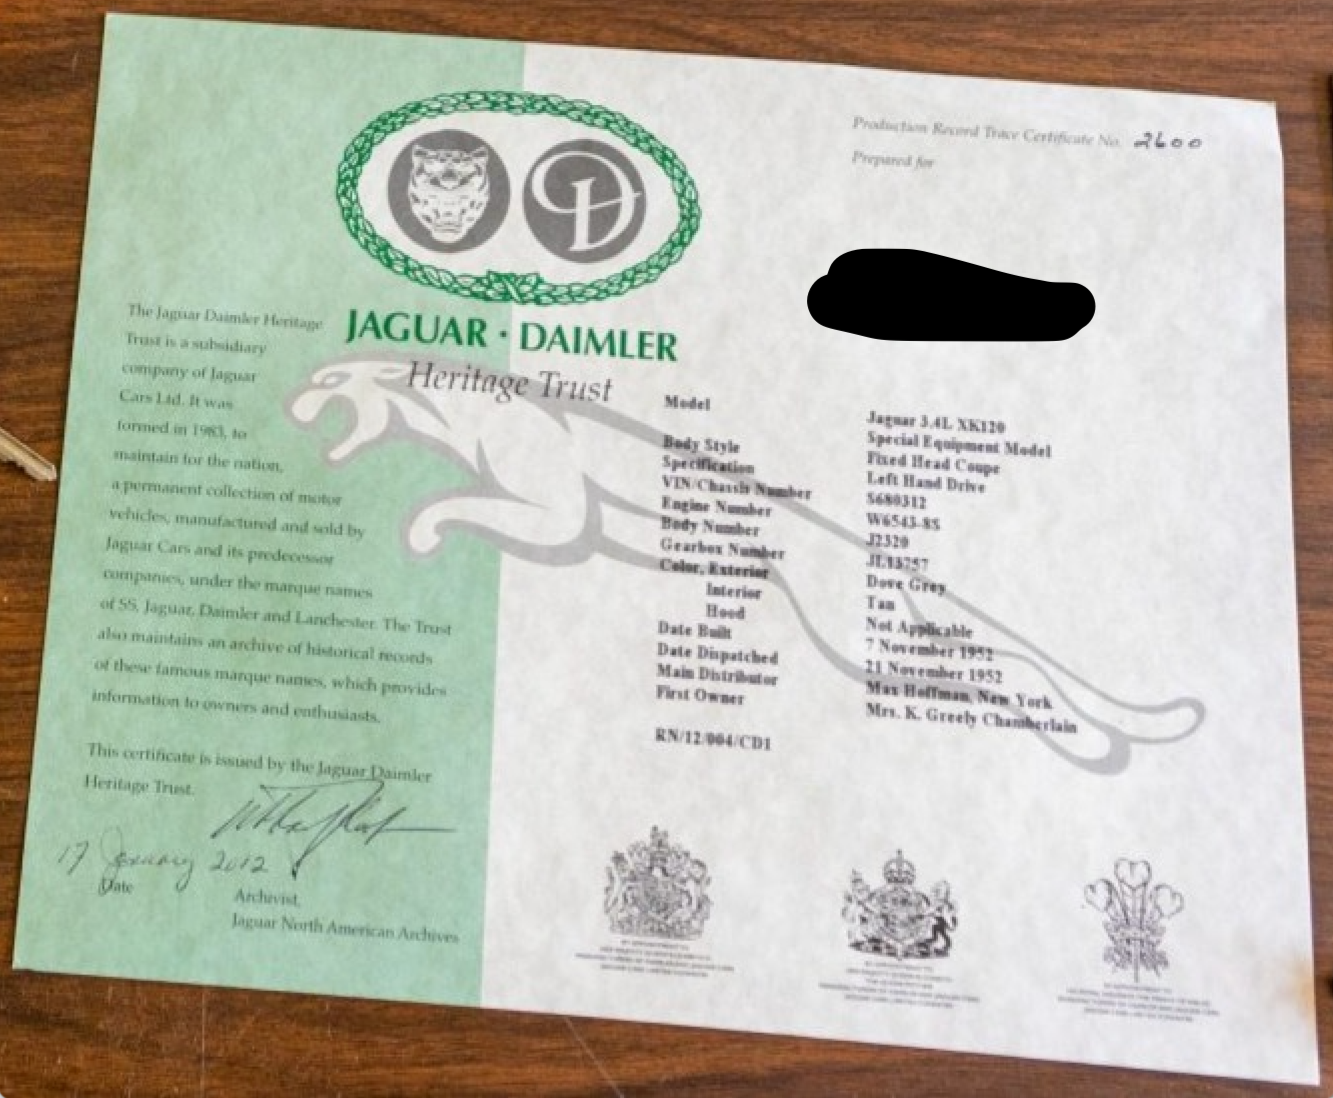 Production Record Trace Certificate No. 2600
Prepared for
JAGUAR · DAIMLER
Heritage Trust
The Jaguar Daimler Heritage
Trust is a subsidiary
company of Jaguar
Cars Ltd. It was
formed in 1983, to
maintain for the nation,
a permanent collection of motor
vehicles, manufactured and sold by
Jaguar Cars and its predecessor
companies, under the marque names
of SS, Jaguar, Daimler and Lanchester. The Trust
also maintains an archive of historical records
of these famous marque names, which provides
information to owners and enthusiasts.
This certificate is issued by the Jaguar Daimler
Heritage Trust.
17 January 2012
Date
Archivist,
Jaguar North American Archives
Model Jaguar 3.4L XK120
Special Equipment Model
Body Style Fixed Head Coupe
Specification Left Hand Drive
VIN/Chassis Number S680312
Engine Number W6543-8S
Body Number J2320
Gearbox Number JL13757
Color, Exterior Dove Grey
Interior Tan
Hood Not Applicable
Date Built 7 November 1952
Date Dispatched 21 November 1952
Main Distributor Max Hoffman, New York
First Owner Mrs. K. Greely Chamberlain
RN/12/004/CD1